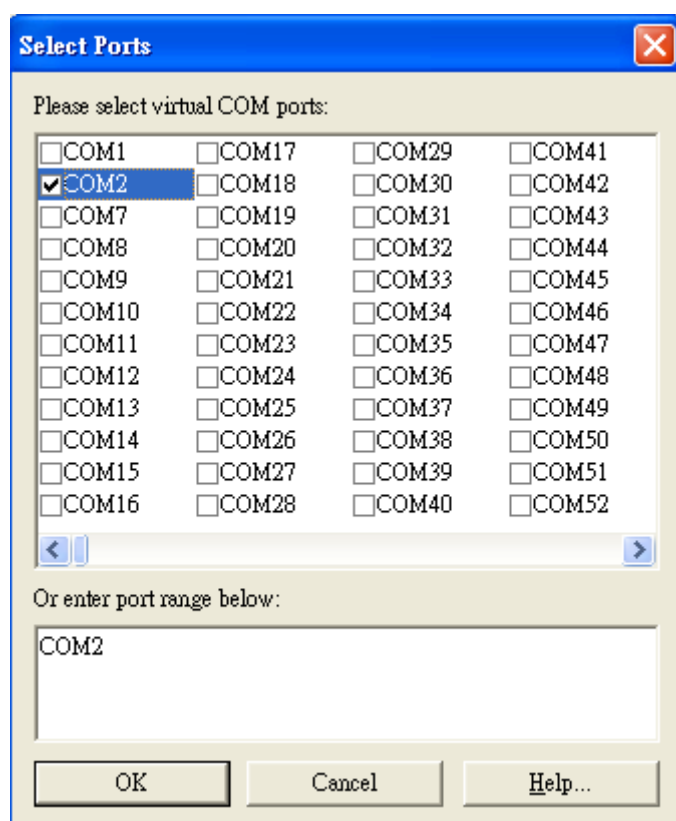 Select Ports
Please select virtual COM ports:
COM1 COM17 COM29 COM41
COM2 COM18 COM30 COM42
COM7 COM19 COM31 COM43
COM8 COM20 COM32 COM44
COM9 COM21 COM33 COM45
COM10 COM22 COM34 COM46
COM11 COM23 COM35 COM47
COM12 COM24 COM36 COM48
COM13 COM25 COM37 COM49
COM14 COM26 COM38 COM50
COM15 COM27 COM39 COM51
COM16 COM28 COM40 COM52
Or enter port range below:
COM2
OK Cancel Help...